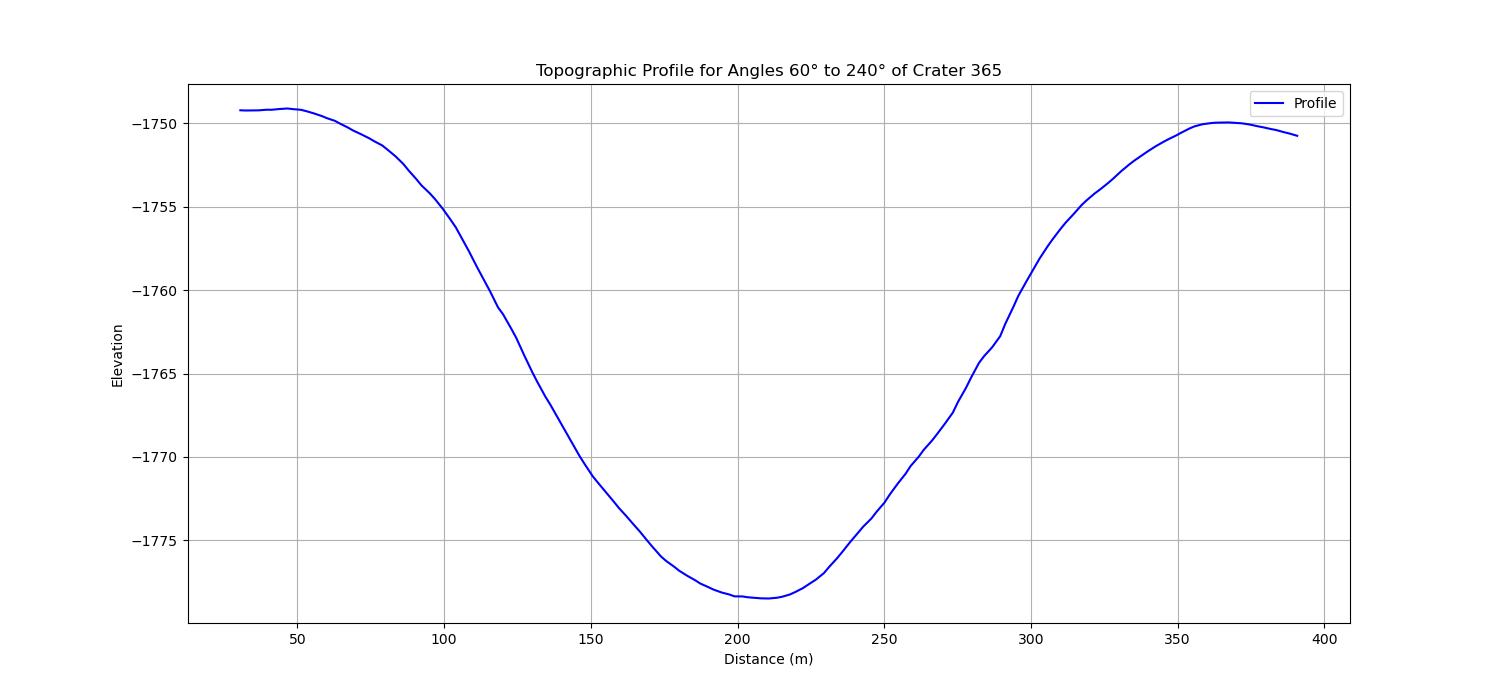 Topographic Profile for Angles 60° to 240° of Crater 365
Profile
−1750
−1755
−1760
−1765
−1770
−1775
Elevation
50 100 150 200 250 300 350 400
Distance (m)